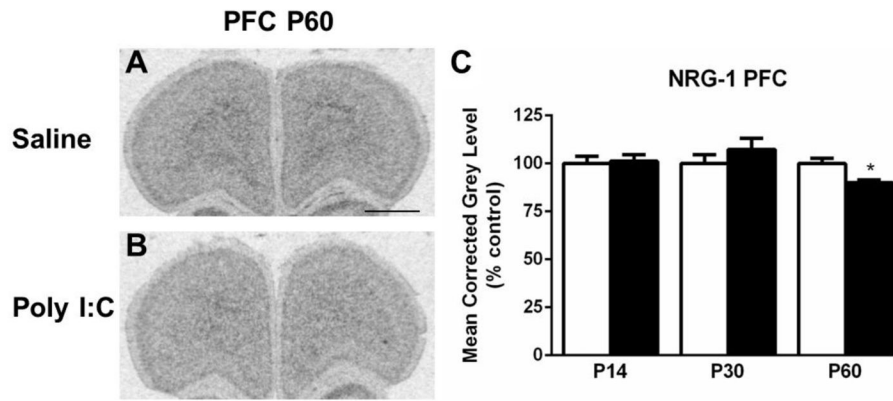 PFC P60
A
Saline
B
Poly I:C
C
NRG-1 PFC
Mean Corrected Grey Level
(% control)
125
100
75
50
25
0
*
P14
P30
P60